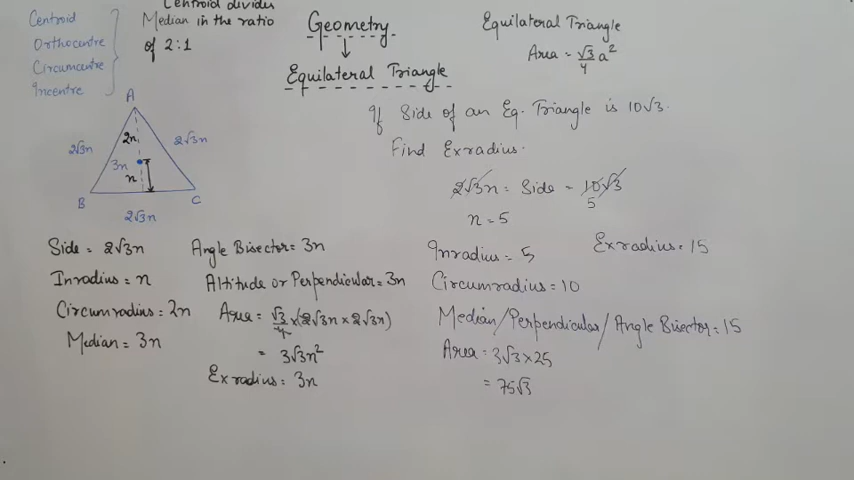 Centroid divides
Median in the ratio
of 2:1
Centroid
Orthocentre
Circumcentre
Incentre
Geometry
Equilateral Triangle
Equilateral Triangle
Area = √3/4 a²
If Side of an Eq. Triangle is 10√3.
Find Exradius.
2√3n = Side = 10√3
5
n = 5
A
2√3n
2n
2√3n
3n
n
B
C
2√3n
Side = 2√3n
Inradius = n
Circumradius = 2n
Median = 3n
Angle Bisector = 3n
Altitude or Perpendicular = 3n
Area = √3/4 × (2√3n × 2√3n)
= 3√3n²
Exradius = 3n
Inradius = 5
Exradius = 15
Circumradius = 10
Median/Perpendicular/Angle Bisector = 15
Area = 3√3 × 25
= 75√3